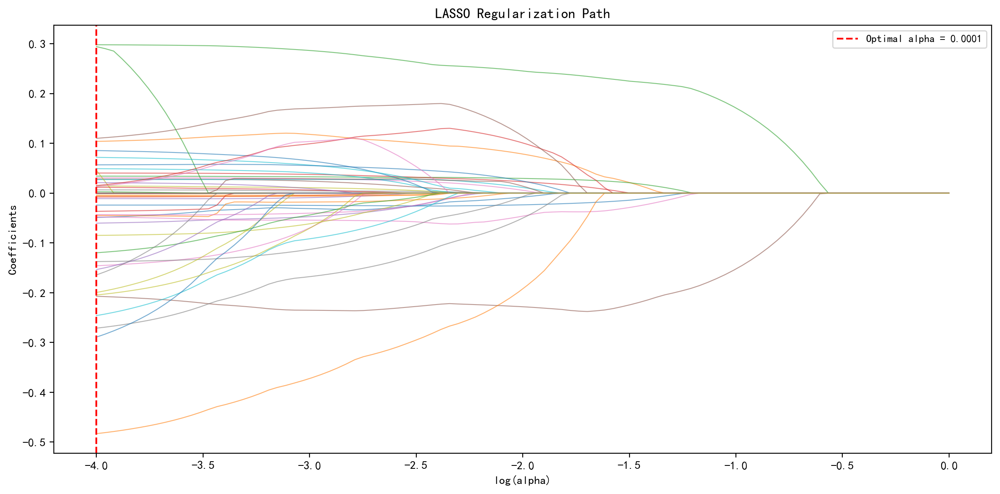 LASSO Regularization Path
Optimal alpha = 0.0001
Coefficients
0.3
0.2
0.1
0.0
−0.1
−0.2
−0.3
−0.4
−0.5
−4.0 −3.5 −3.0 −2.5 −2.0 −1.5 −1.0 −0.5 0.0
log(alpha)